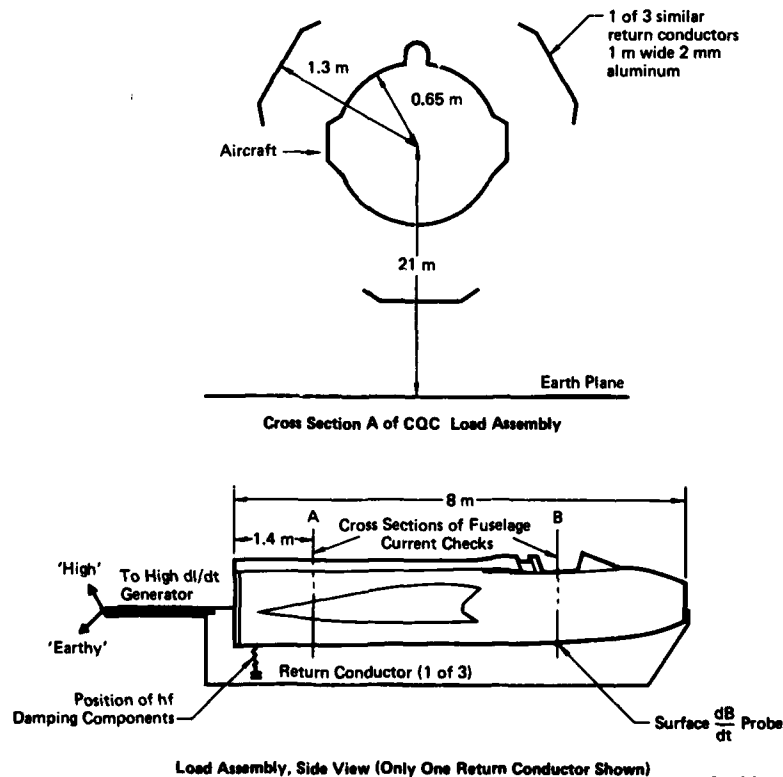 1 of 3 similar
return conductors
1 m wide 2 mm
aluminum
1.3 m
0.65 m
Aircraft
21 m
Earth Plane
Cross Section A of CQC Load Assembly
8 m
1.4 m
A
Cross Sections of Fuselage
Current Checks
B
'High'
To High dI/dt
Generator
'Earthy'
Return Conductor (1 of 3)
Position of hf
Damping Components
Surface dB/dt Probe
Load Assembly, Side View (Only One Return Conductor Shown)